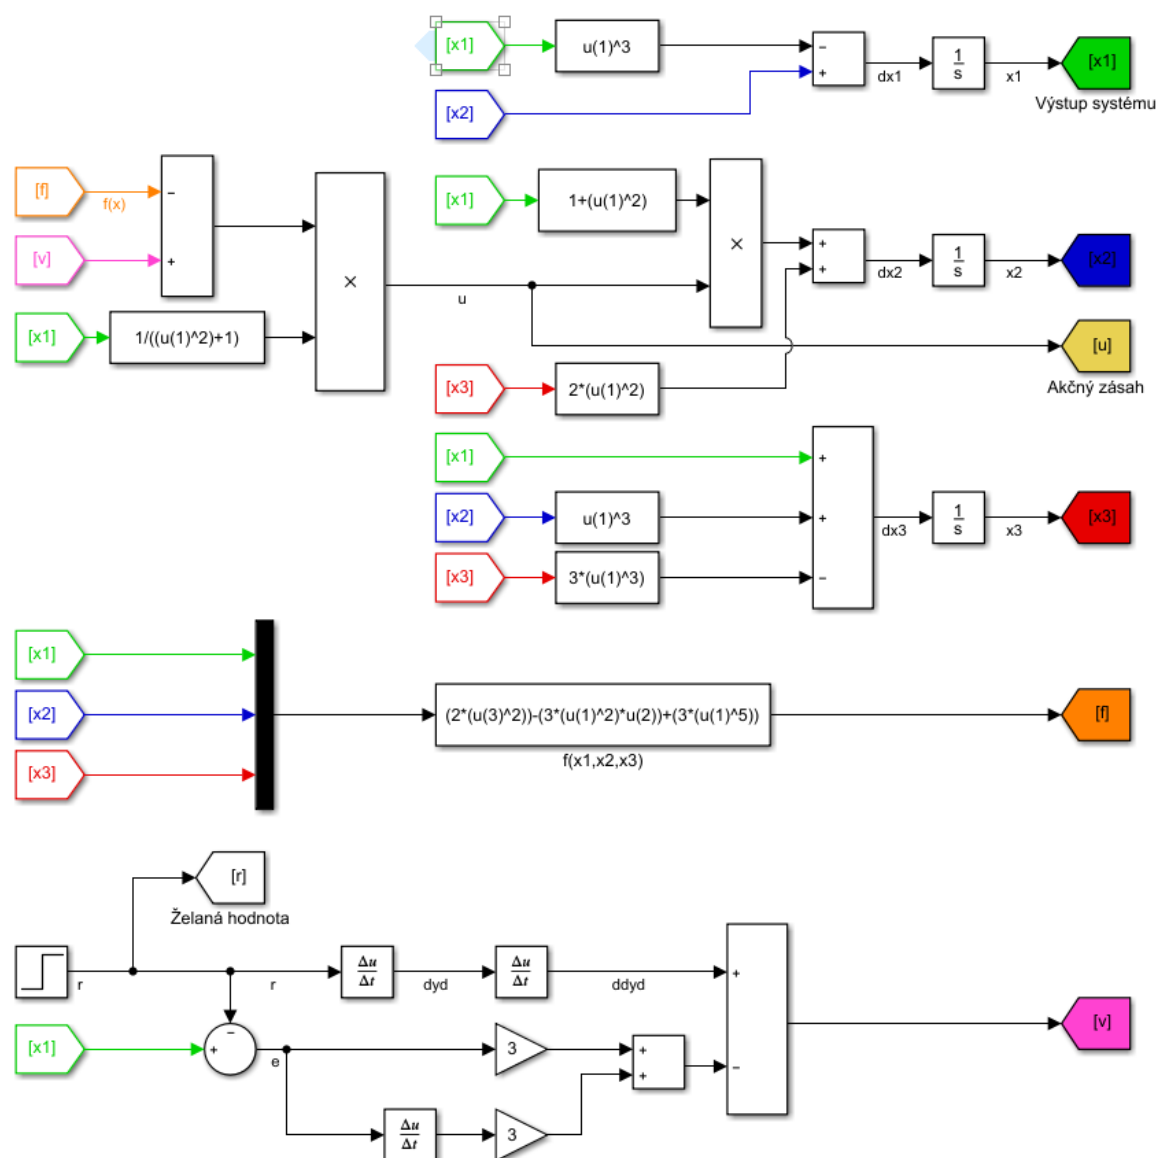 [x1]
u(1)^3
−
+
dx1
1
s
x1
[x1]
Výstup systému
[x2]
[f]
f(x)
−
[v]
+
[x1]
1/((u(1)^2)+1)
×
u
[x1]
1+(u(1)^2)
×
+
+
dx2
1
s
x2
[x2]
[u]
Akčný zásah
[x3]
2*(u(1)^2)
[x1]
+
[x2]
u(1)^3
+
[x3]
3*(u(1)^3)
−
dx3
1
s
x3
[x3]
[x1]
[x2]
[x3]
(2*(u(3)^2))-(3*(u(1)^2)*u(2))+(3*(u(1)^5))
f(x1,x2,x3)
[f]
[r]
Želaná hodnota
r
r
Δu
Δt
dyd
Δu
Δt
ddyd
+
−
[v]
[x1]
+
−
e
3
+
+
Δu
Δt
3